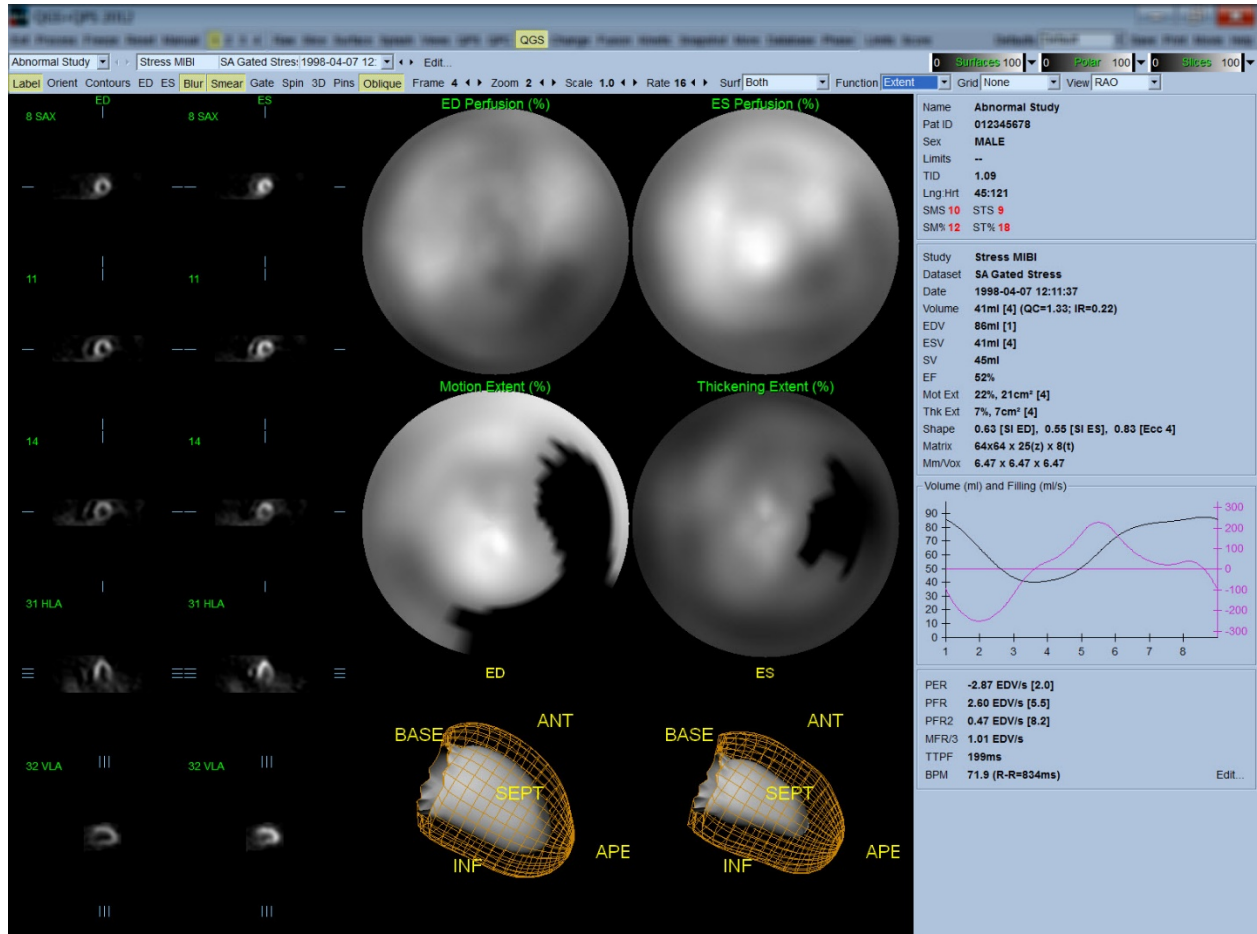 QGS+QPS 2012
QGS
Abnormal Study Stress MIBI SA Gated Stres: 1998-04-07 12: Edit...
0 Surfaces 100 0 Polar 100 0 Slices 100
Label Orient Contours ED ES Blur Smear Gate Spin 3D Pins Oblique Frame 4 Zoom 2 Scale 1.0 Rate 16 Surf Both Function Extent Grid None View RAO
ED ES
8 SAX 8 SAX
11 11
14 14
31 HLA 31 HLA
32 VLA 32 VLA
ED Perfusion (%) ES Perfusion (%)
Motion Extent (%) Thickening Extent (%)
ED ES
BASE ANT SEPT INF APE
BASE ANT SEPT INF APE
Name Abnormal Study
Pat ID 012345678
Sex MALE
Limits --
TID 1.09
Lng:Hrt 45:121
SMS 10 STS 9
SM% 12 ST% 18
Study Stress MIBI
Dataset SA Gated Stress
Date 1998-04-07 12:11:37
Volume 41ml [4] (QC=1.33; IR=0.22)
EDV 86ml [1]
ESV 41ml [4]
SV 45ml
EF 52%
Mot Ext 22%, 21cm² [4]
Thk Ext 7%, 7cm² [4]
Shape 0.63 [SI ED], 0.55 [SI ES], 0.83 [Ecc 4]
Matrix 64x64 x 25(z) x 8(t)
Mm/Vox 6.47 x 6.47 x 6.47
Volume (ml) and Filling (ml/s)
90 80 70 60 50 40 30 20 10 0
300 200 100 0 -100 -200 -300
1 2 3 4 5 6 7 8
PER -2.87 EDV/s [2.0]
PFR 2.60 EDV/s [5.5]
PFR2 0.47 EDV/s [8.2]
MFR/3 1.01 EDV/s
TTPF 199ms
BPM 71.9 (R-R=834ms) Edit...